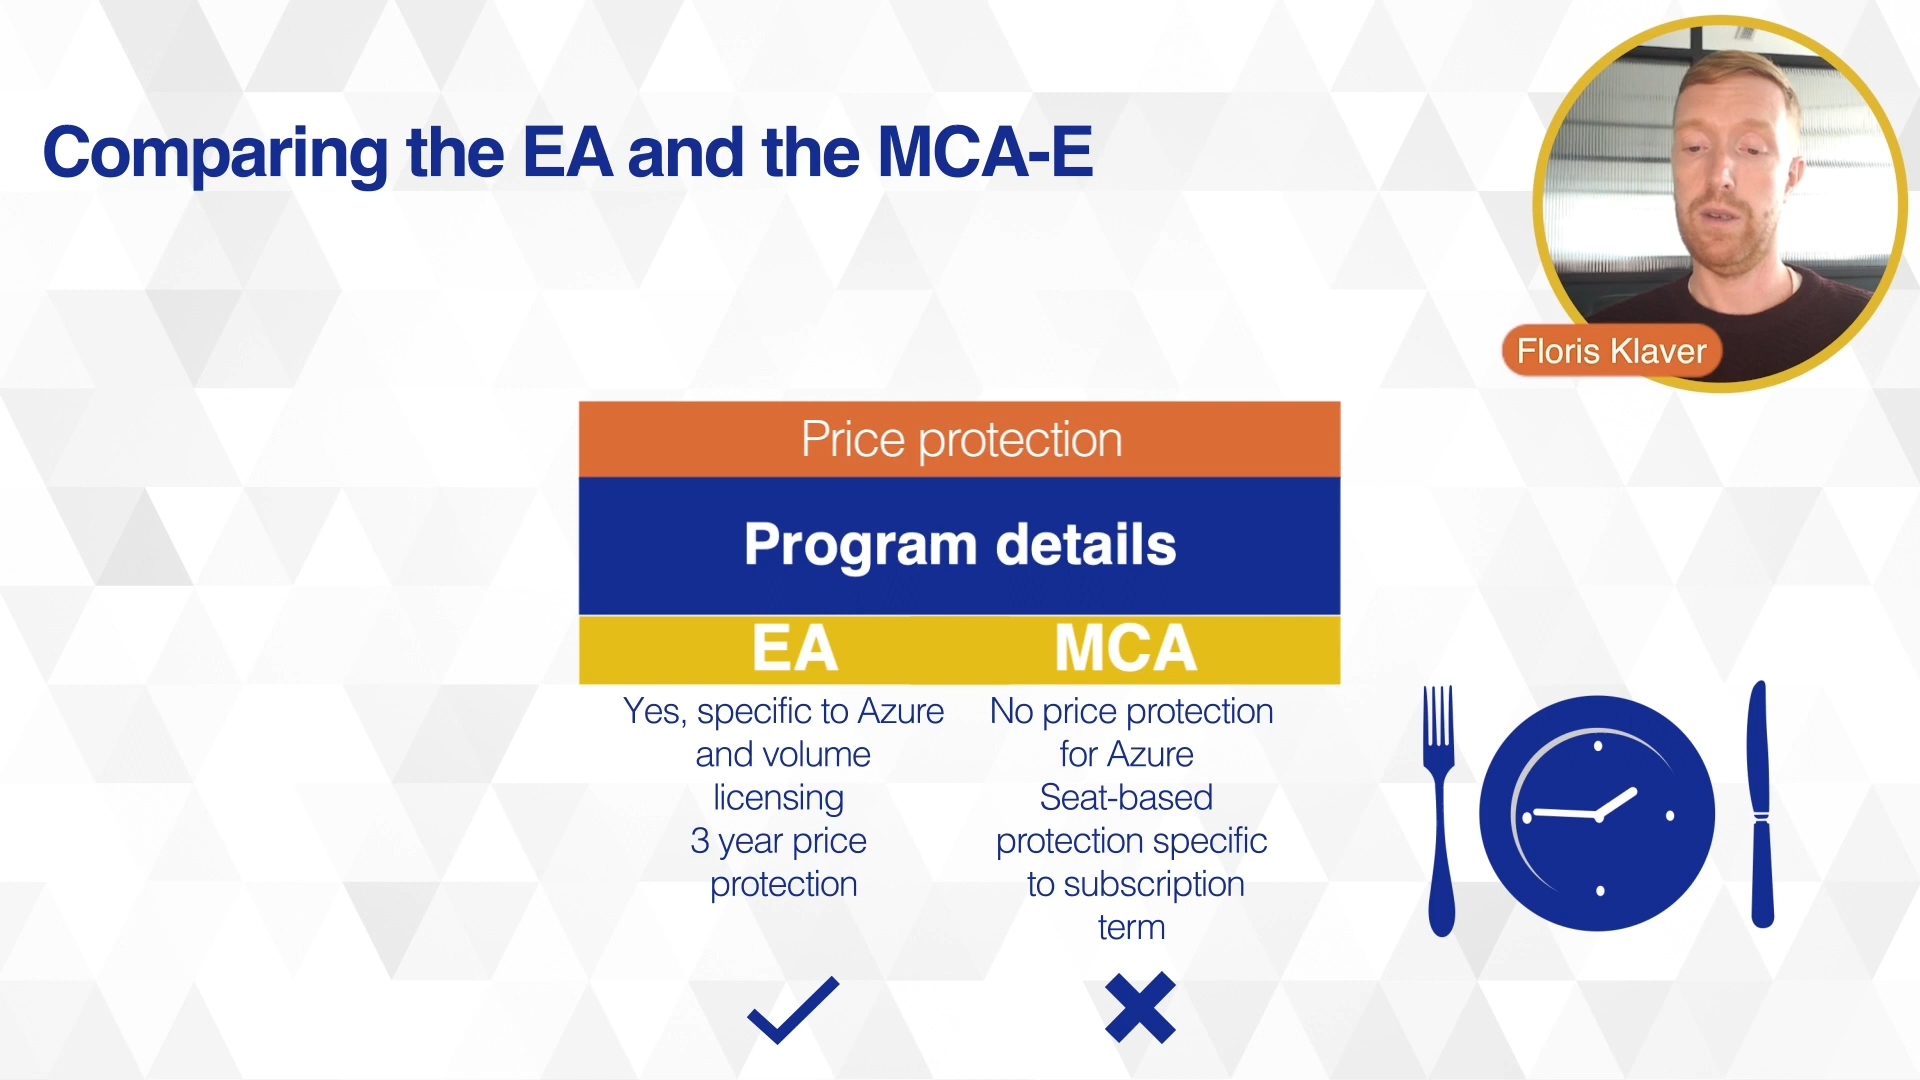 Comparing the EA and the MCA-E
Floris Klaver
Price protection
Program details
EA
MCA
Yes, specific to Azure
and volume
licensing
3 year price
protection
No price protection
for Azure
Seat-based
protection specific
to subscription
term